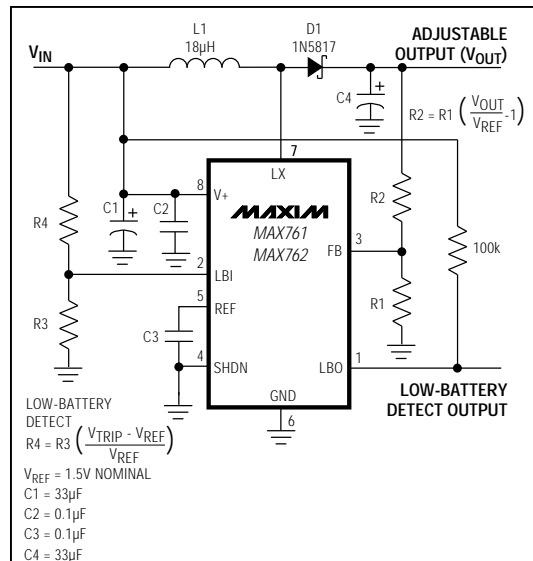 L1
18µH
D1
1N5817
VIN
ADJUSTABLE
OUTPUT (VOUT)
C4
+
R2 = R1 (VOUT/VREF -1)
7
LX
8
V+
C1
+
C2
R4
MAXIM
MAX761
MAX762
R2
3
FB
100k
2
LBI
5
REF
R3
C3
R1
4
SHDN
LBO
1
GND
6
LOW-BATTERY
DETECT OUTPUT
LOW-BATTERY
DETECT
R4 = R3 (VTRIP - VREF/VREF)
VREF = 1.5V NOMINAL
C1 = 33µF
C2 = 0.1µF
C3 = 0.1µF
C4 = 33µF